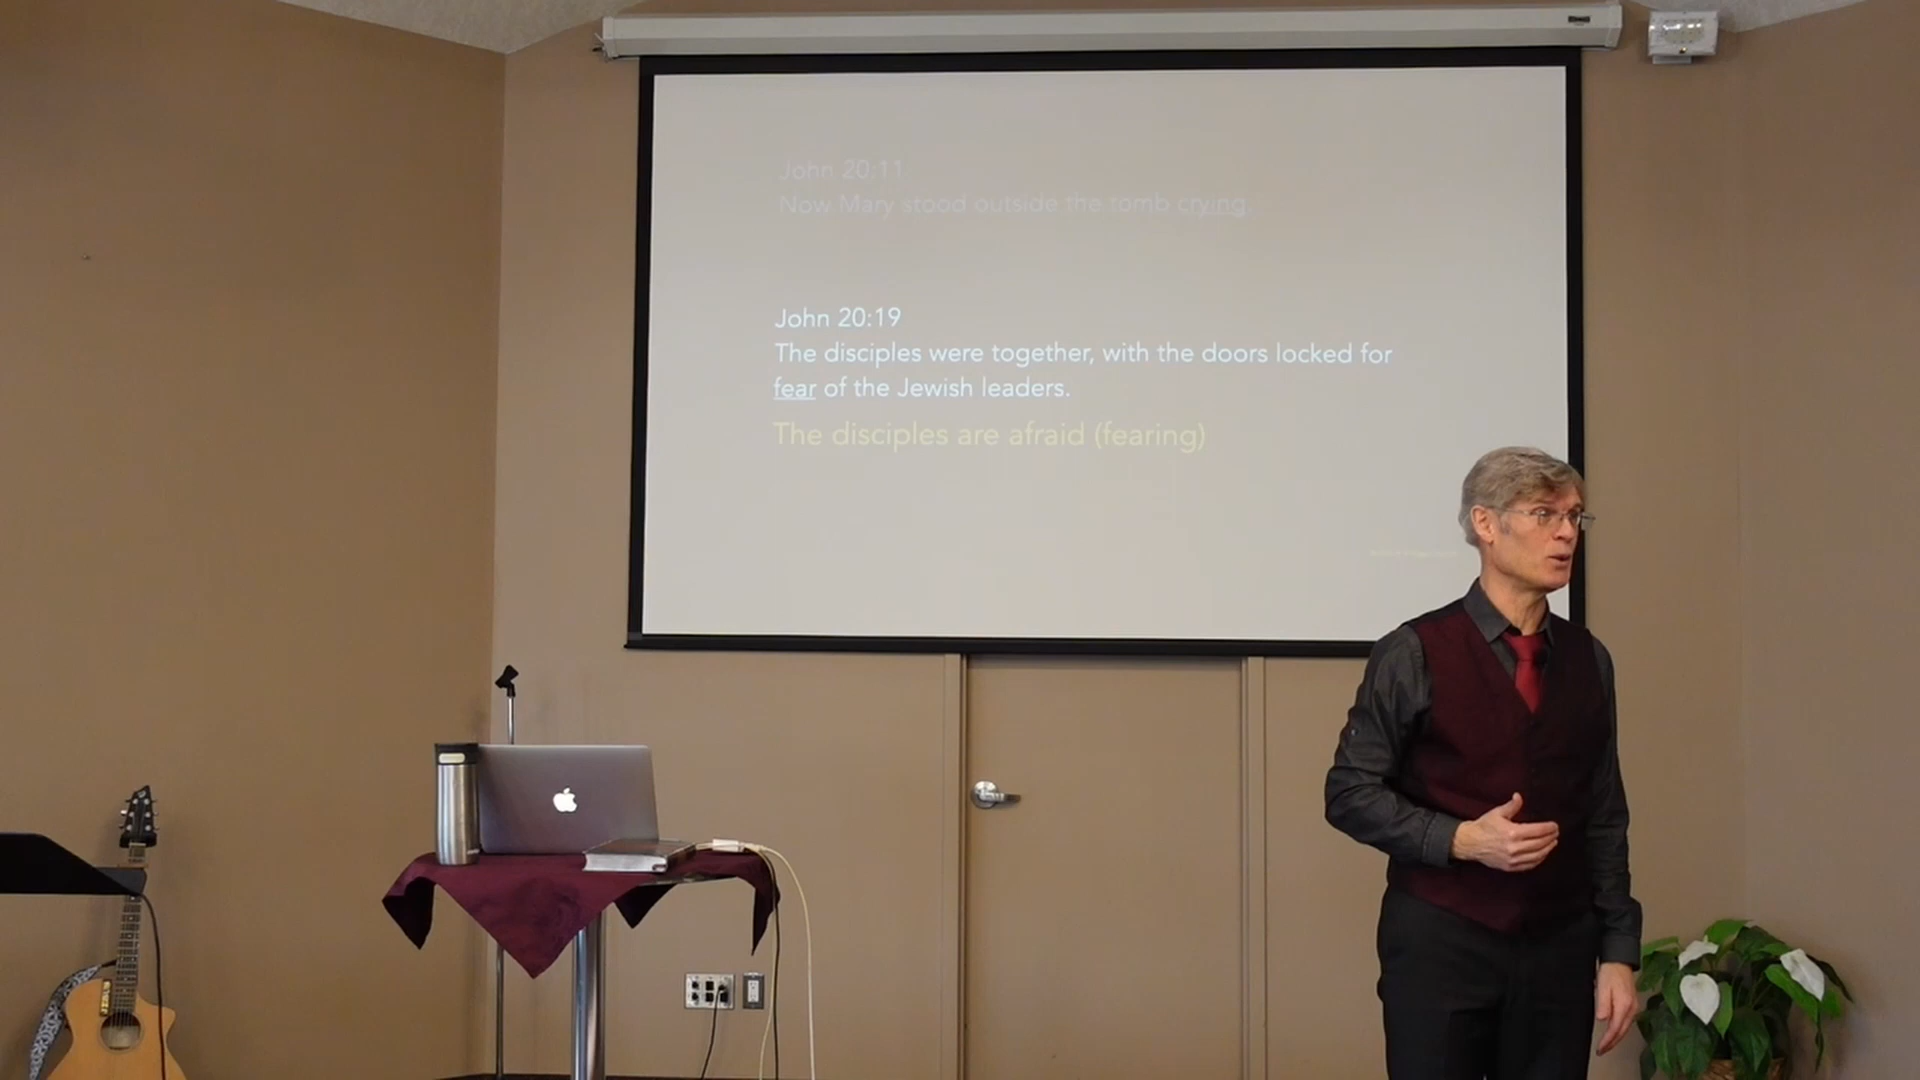 John 20:11
Now Mary stood outside the tomb crying.
John 20:19
The disciples were together, with the doors locked for
fear of the Jewish leaders.
The disciples are afraid (fearing)